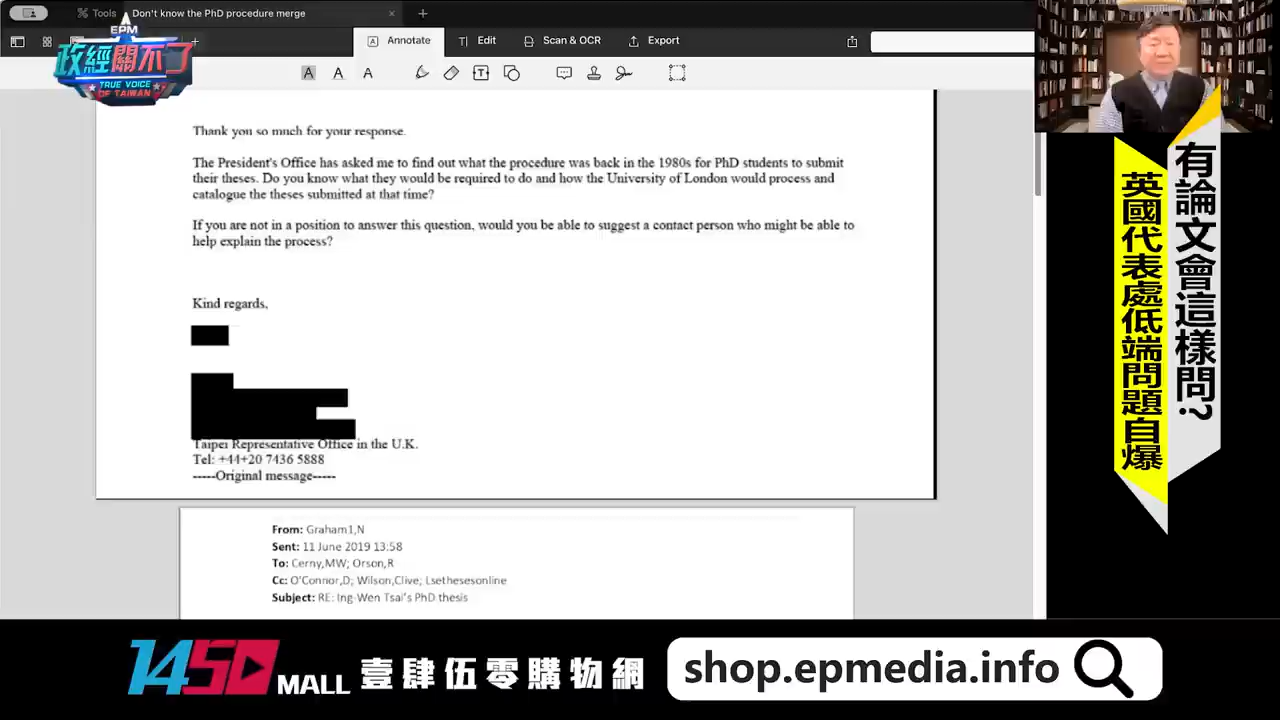 Tools
Don't know the PhD procedure merge
EPM
政經關不了
TRUE VOICE
OF TAIWAN
Annotate
Edit
Scan & OCR
Export
A A A
Thank you so much for your response.
The President's Office has asked me to find out what the procedure was back in the 1980s for PhD students to submit
their theses. Do you know what they would be required to do and how the University of London would process and
catalogue the theses submitted at that time?
If you are not in a position to answer this question, would you be able to suggest a contact person who might be able to
help explain the process?
Kind regards,
Taipei Representative Office in the U.K.
Tel: +44+20 7436 5888
-----Original message-----
From: Graham1,N
Sent: 11 June 2019 13:58
To: Cerny,MW; Orson,R
Cc: O'Connor,D; Wilson,Clive; Lsethesesonline
Subject: RE: Ing-Wen Tsai's PhD thesis
有論文會這樣問?
英國代表處低端問題自爆
1450 MALL 壹肆伍零購物網
shop.epmedia.info